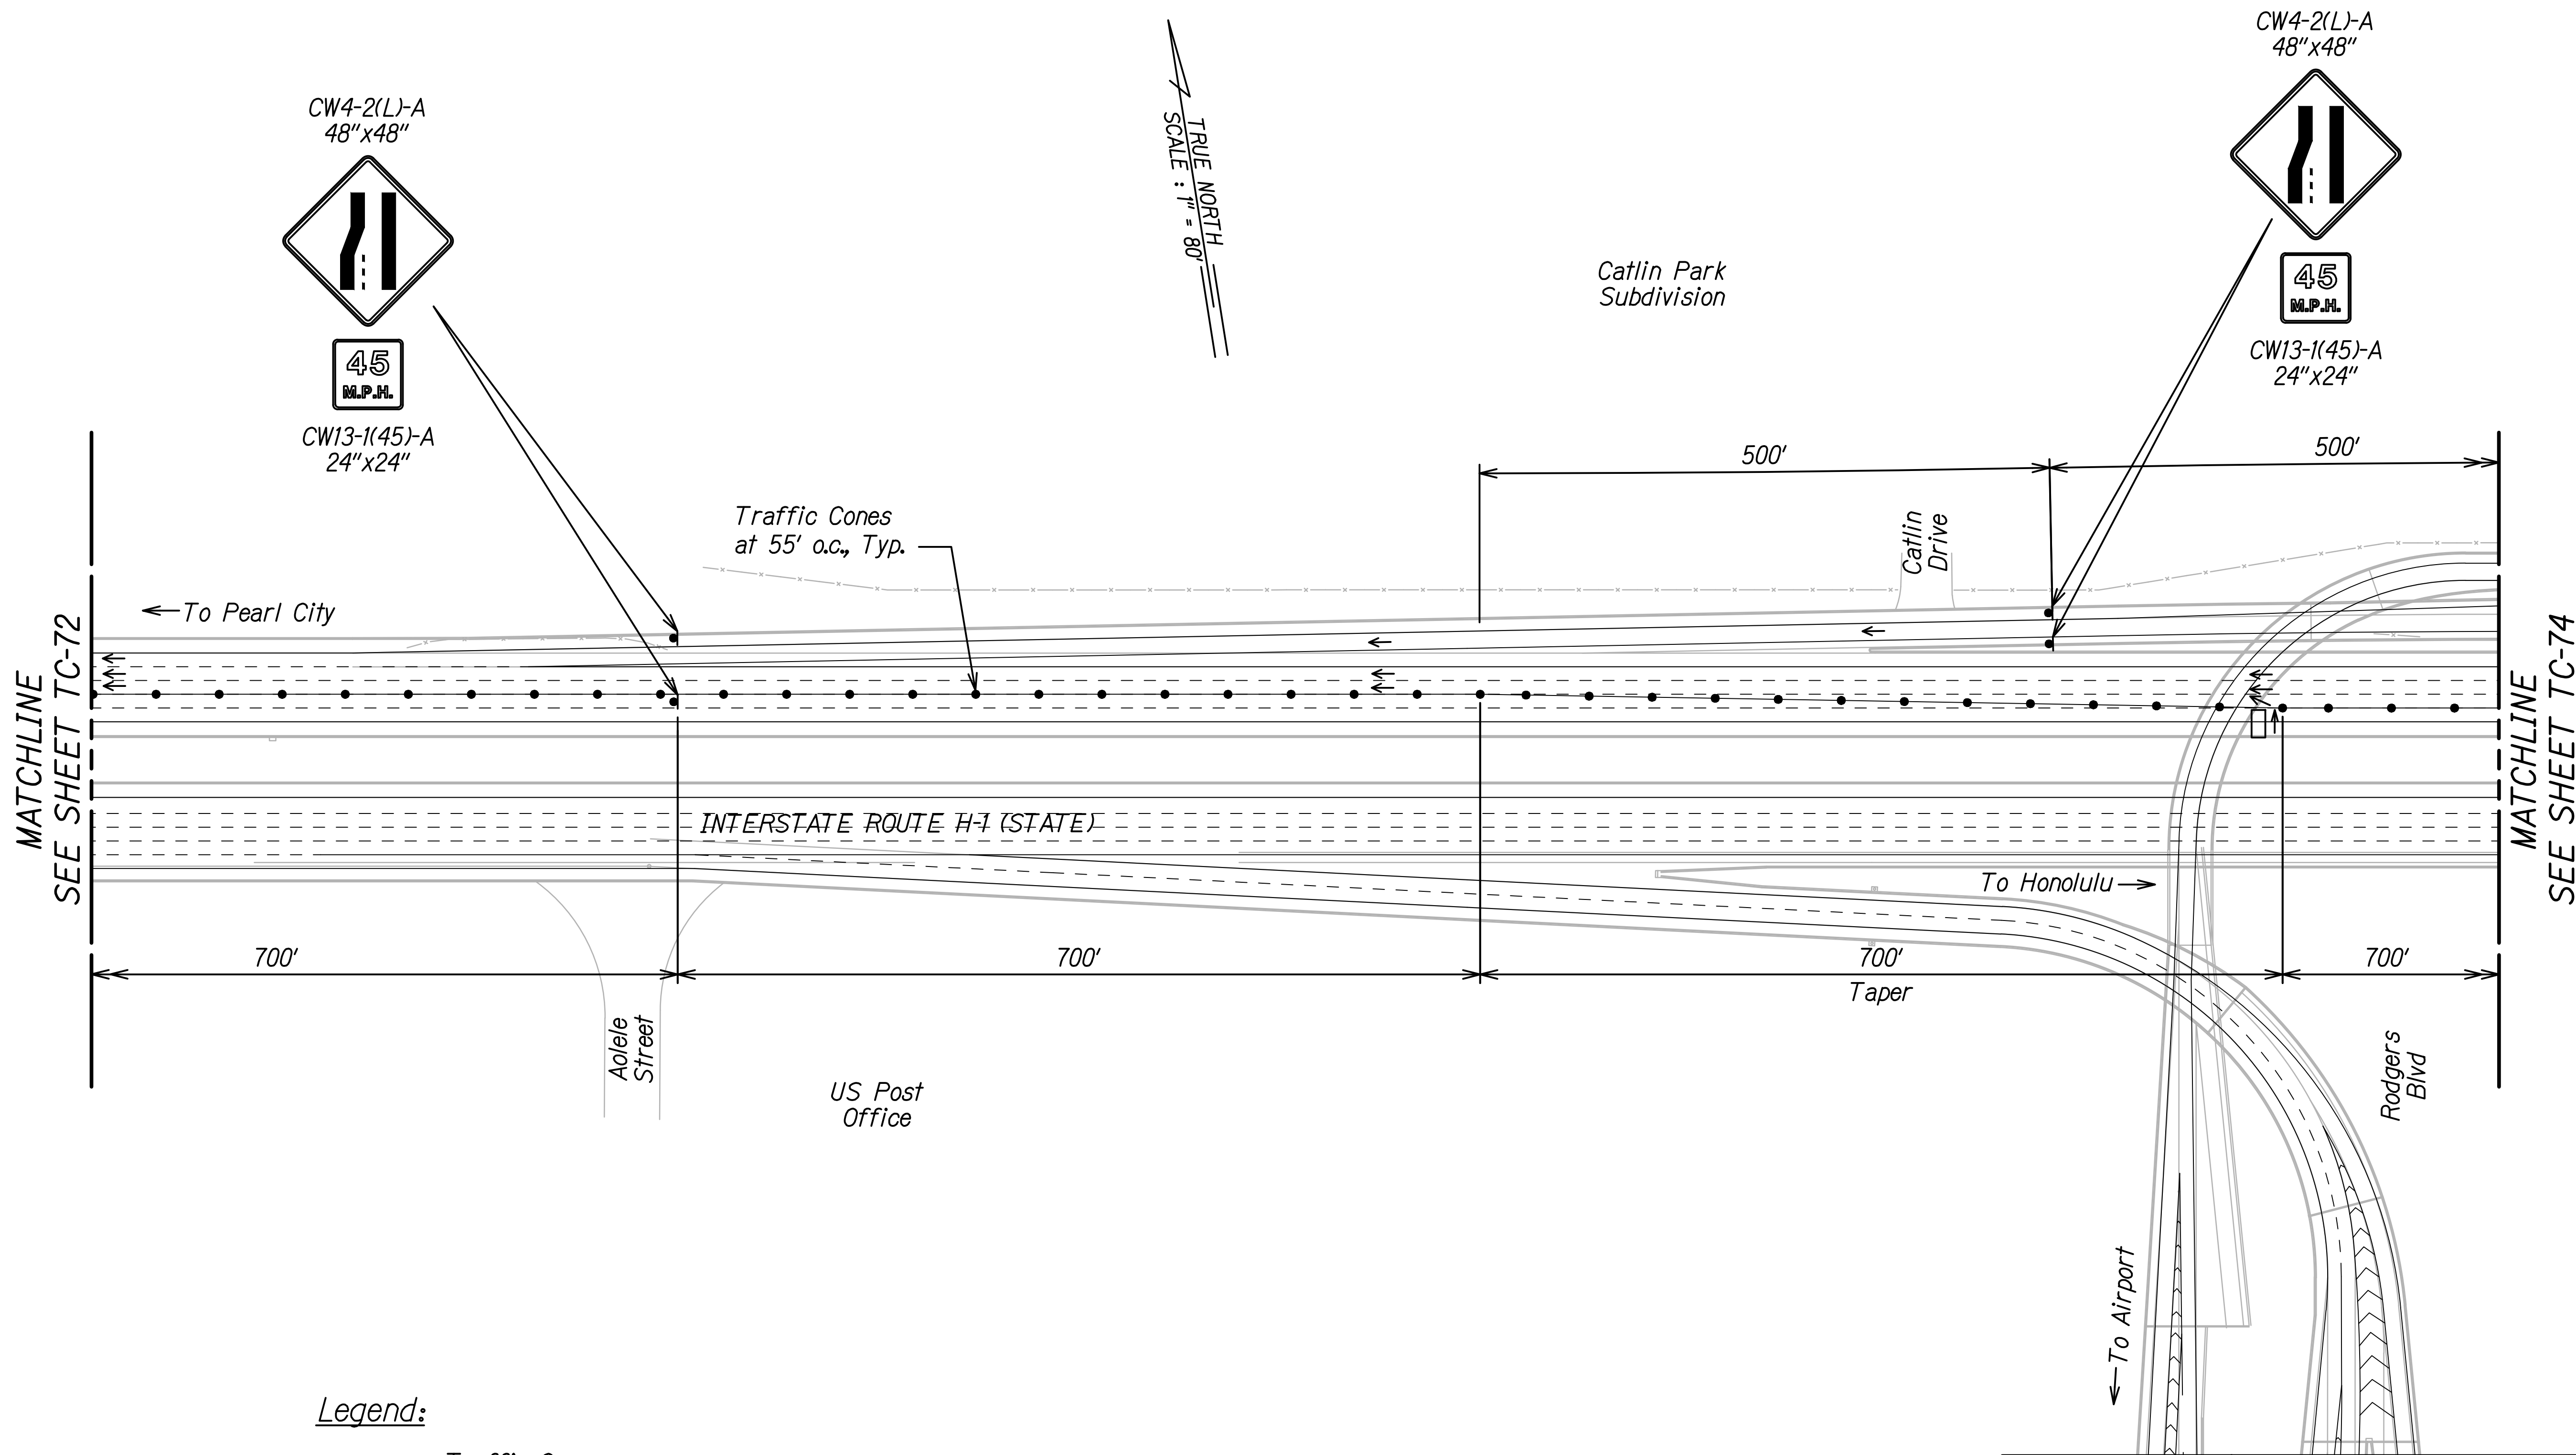 CW4-2(L)-A
48"x48"
CW4-2(L)-A
48"x48"
45
M.P.H.
CW13-1(45)-A
24"x24"
45
M.P.H.
CW13-1(45)-A
24"x24"
TRUE NORTH
SCALE : 1" = 80'
Catlin Park
Subdivision
500'
500'
Traffic Cones
at 55' o.c., Typ.
Catlin
Drive
To Pearl City
MATCHLINE
SEE SHEET TC-72
MATCHLINE
SEE SHEET TC-74
INTERSTATE ROUTE H-1 (STATE)
To Honolulu
700'
700'
700'
700'
Taper
Aolele
Street
US Post
Office
Rodgers
Blvd
To Airport
Legend: